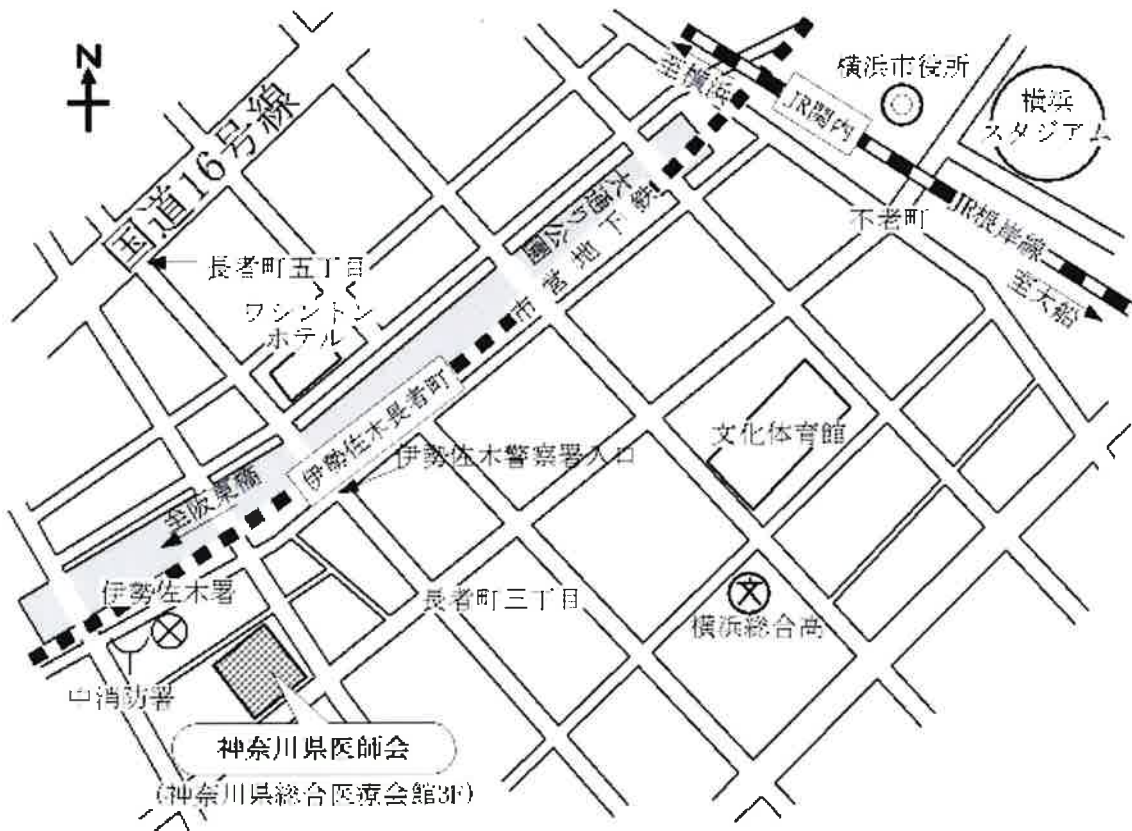 N
国道16号線
至横浜
JR関内
横浜市役所
横浜
スタジアム
大通り公園
市営地下鉄
不老町
JR根岸線
至大船
長者町五丁目
ワシントン
ホテル
伊勢佐木長者町
文化体育館
伊勢佐木警察署入口
至阪東橋
伊勢佐木署
長者町三丁目
文
横浜総合高
中消防署
神奈川県医師会
(神奈川県総合医療会館3F)